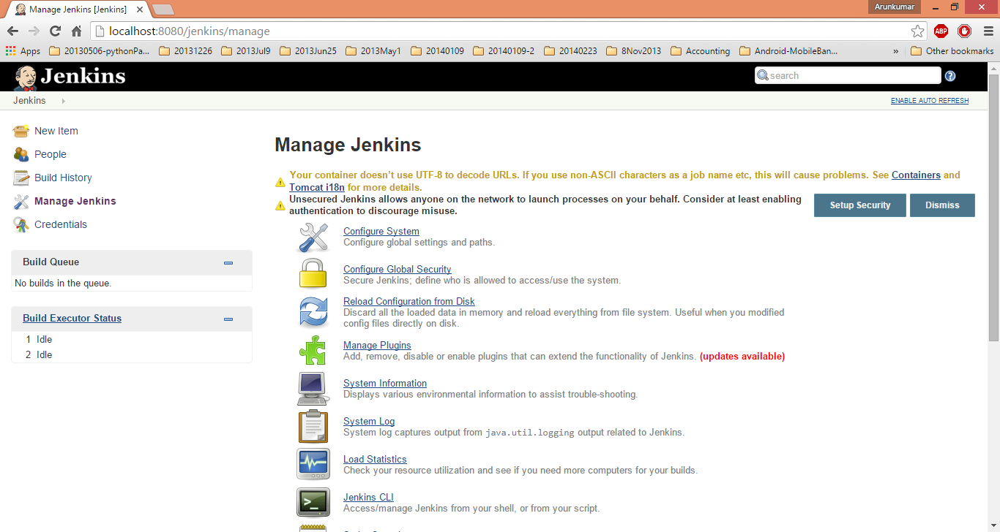 Manage Jenkins [Jenkins]
Arunkumar
localhost:8080/jenkins/manage
ABP
Apps 20130506-pythonPa... 20131226 2013Jul9 2013Jun25 2013May1 20140109 20140109-2 20140223 8Nov2013 Accounting Android-MobileBan... » Other bookmarks
Jenkins
search
?
Jenkins
ENABLE AUTO REFRESH
New Item
People
Build History
Manage Jenkins
Credentials
Build Queue
No builds in the queue.
Build Executor Status
1 Idle
2 Idle
Manage Jenkins
Your container doesn't use UTF-8 to decode URLs. If you use non-ASCII characters as a job name etc, this will cause problems. See Containers and
Tomcat i18n for more details.
Unsecured Jenkins allows anyone on the network to launch processes on your behalf. Consider at least enabling
authentication to discourage misuse.
Setup Security
Dismiss
Configure System
Configure global settings and paths.
Configure Global Security
Secure Jenkins; define who is allowed to access/use the system.
Reload Configuration from Disk
Discard all the loaded data in memory and reload everything from file system. Useful when you modified
config files directly on disk.
Manage Plugins
Add, remove, disable or enable plugins that can extend the functionality of Jenkins. (updates available)
System Information
Displays various environmental information to assist trouble-shooting.
System Log
System log captures output from java.util.logging output related to Jenkins.
Load Statistics
Check your resource utilization and see if you need more computers for your builds.
Jenkins CLI
Access/manage Jenkins from your shell, or from your script.